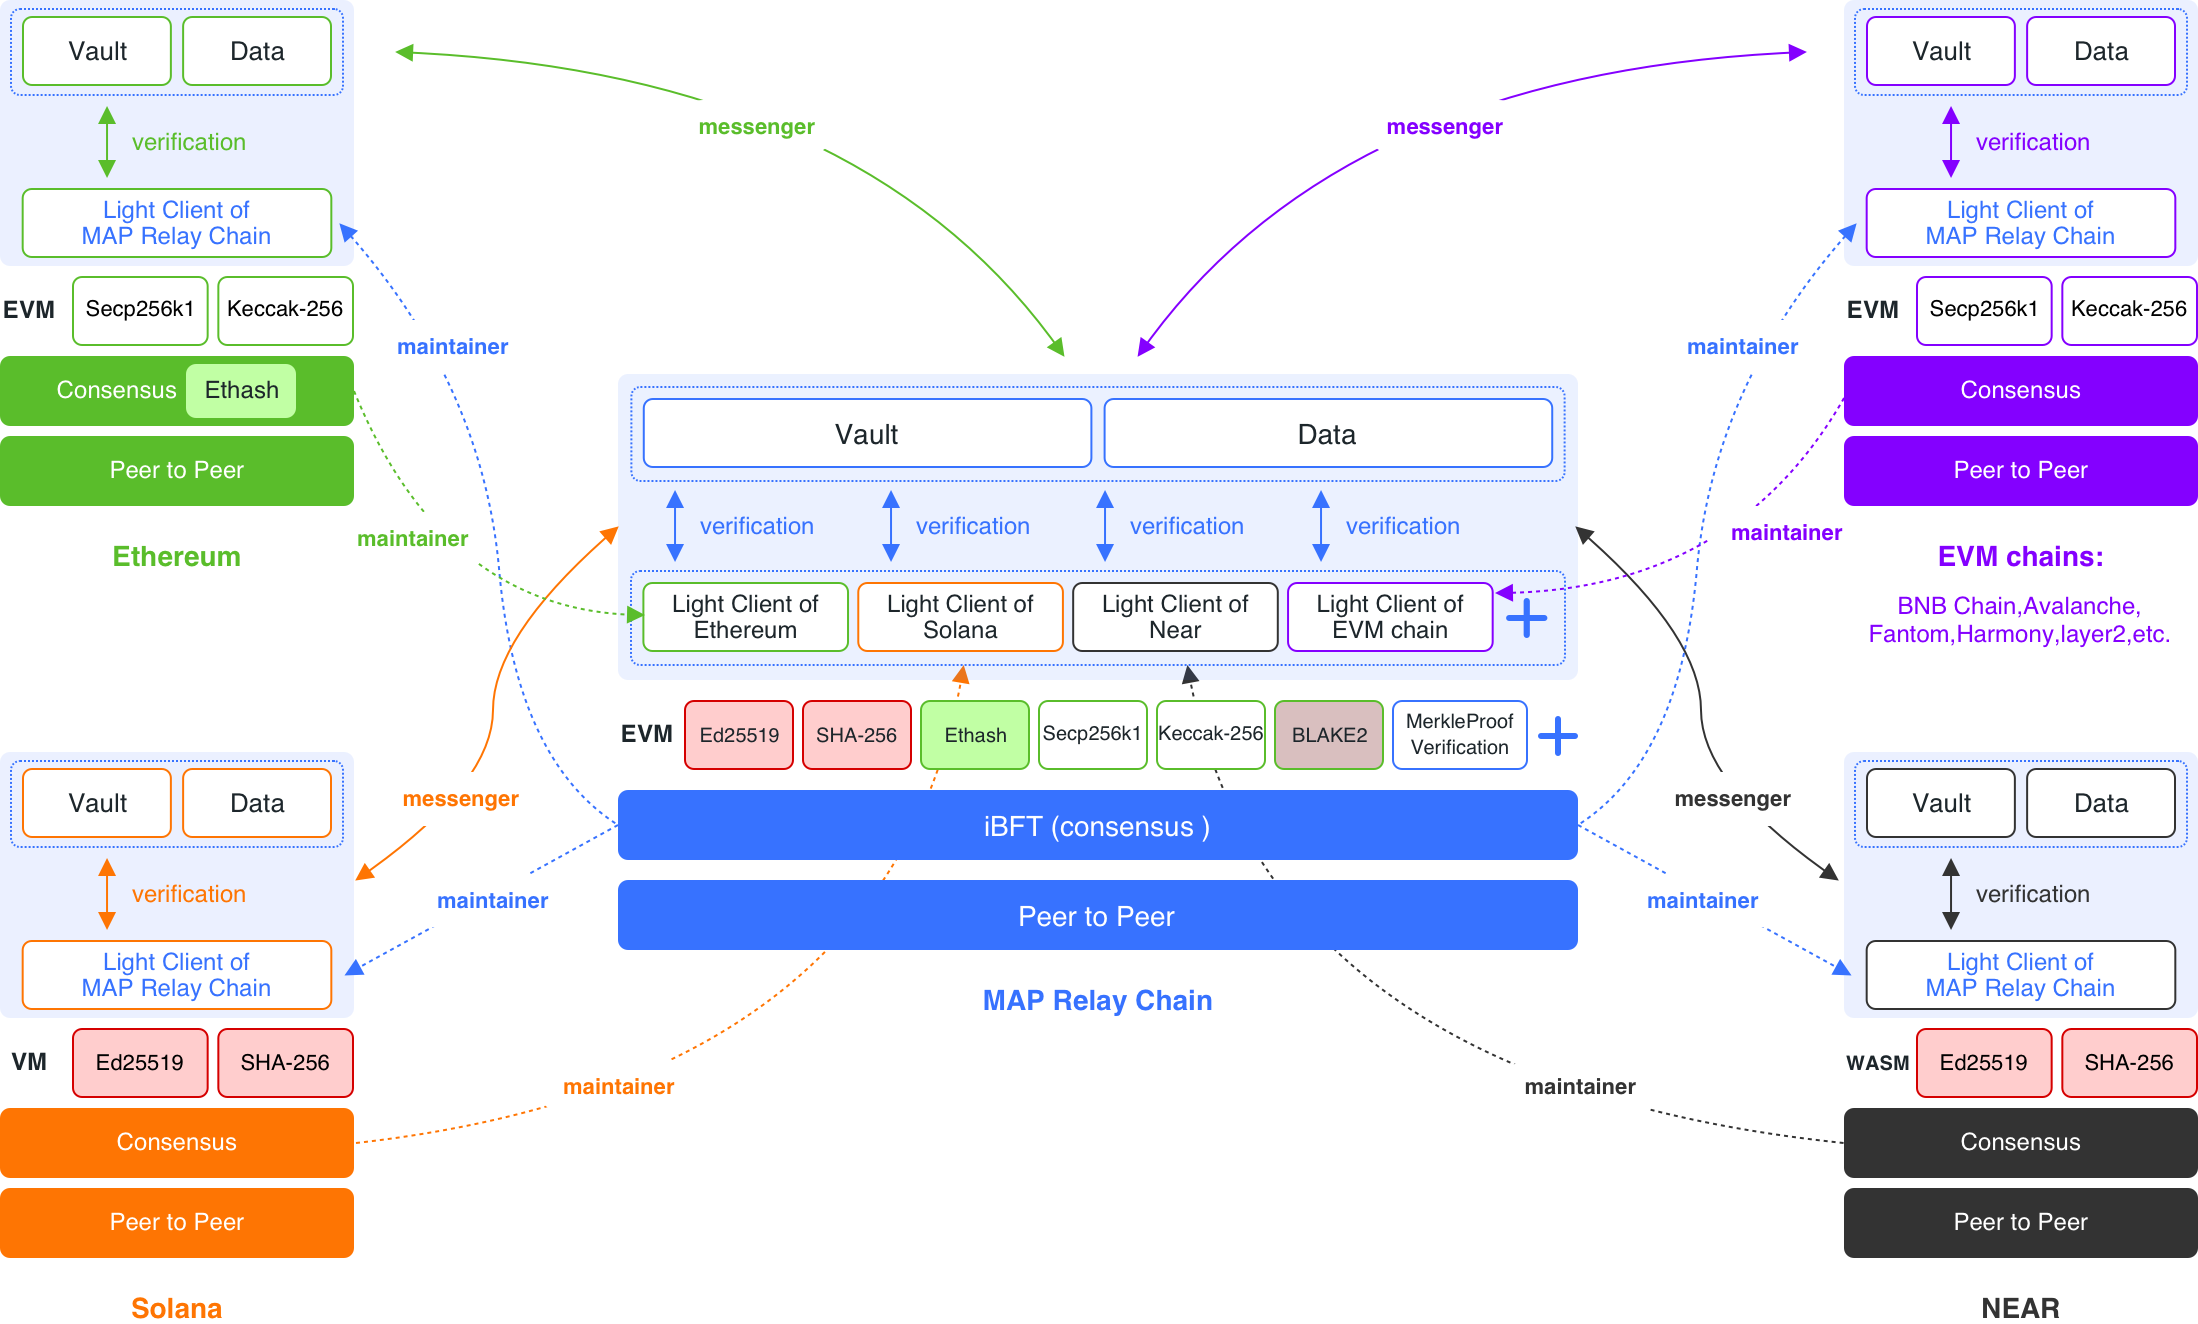 Vault
Data
verification
Light Client of
MAP Relay Chain
EVM
Secp256k1
Keccak-256
Consensus
Ethash
Peer to Peer
Ethereum
messenger
messenger
Vault
Data
verification
Light Client of
MAP Relay Chain
EVM
Secp256k1
Keccak-256
Consensus
Peer to Peer
EVM chains:
BNB Chain,Avalanche,
Fantom,Harmony,layer2,etc.
maintainer
maintainer
maintainer
maintainer
Vault
Data
verification
verification
verification
verification
Light Client of
Ethereum
Light Client of
Solana
Light Client of
Near
Light Client of
EVM chain
EVM
Ed25519
SHA-256
Ethash
Secp256k1
Keccak-256
BLAKE2
MerkleProof
Verification
iBFT (consensus )
Peer to Peer
MAP Relay Chain
messenger
messenger
maintainer
maintainer
maintainer
maintainer
Vault
Data
verification
Light Client of
MAP Relay Chain
VM
Ed25519
SHA-256
Consensus
Peer to Peer
Solana
Vault
Data
verification
Light Client of
MAP Relay Chain
WASM
Ed25519
SHA-256
Consensus
Peer to Peer
NEAR